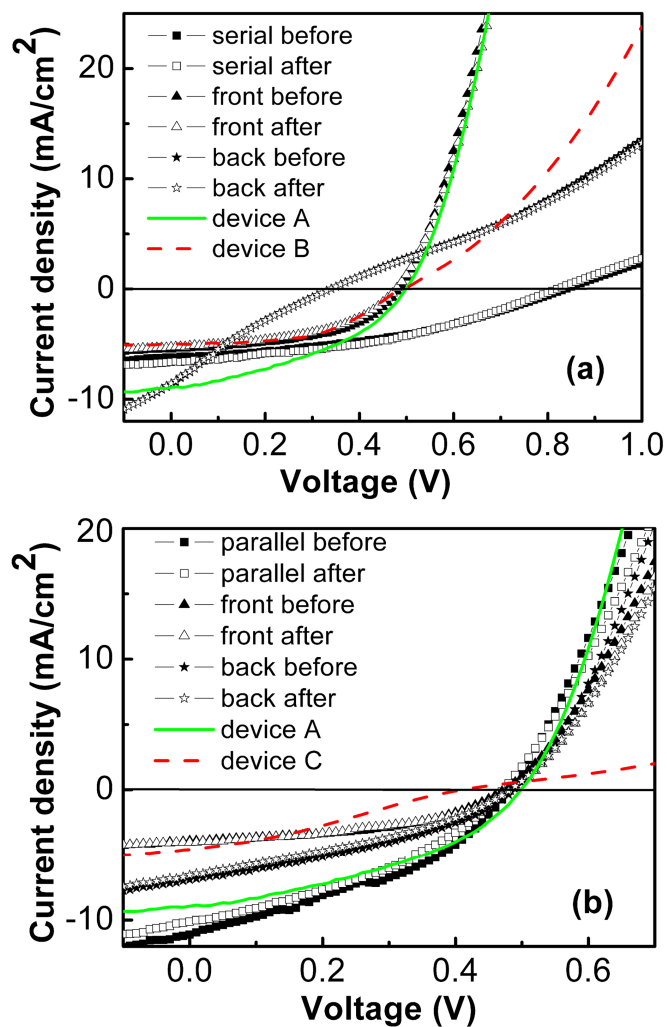 20
10
0
-10
Current density (mA/cm²)
serial before
serial after
front before
front after
back before
back after
device A
device B
(a)
0.0 0.2 0.4 0.6 0.8 1.0
Voltage (V)
20
10
0
-10
Current density (mA/cm²)
parallel before
parallel after
front before
front after
back before
back after
device A
device C
(b)
0.0 0.2 0.4 0.6
Voltage (V)